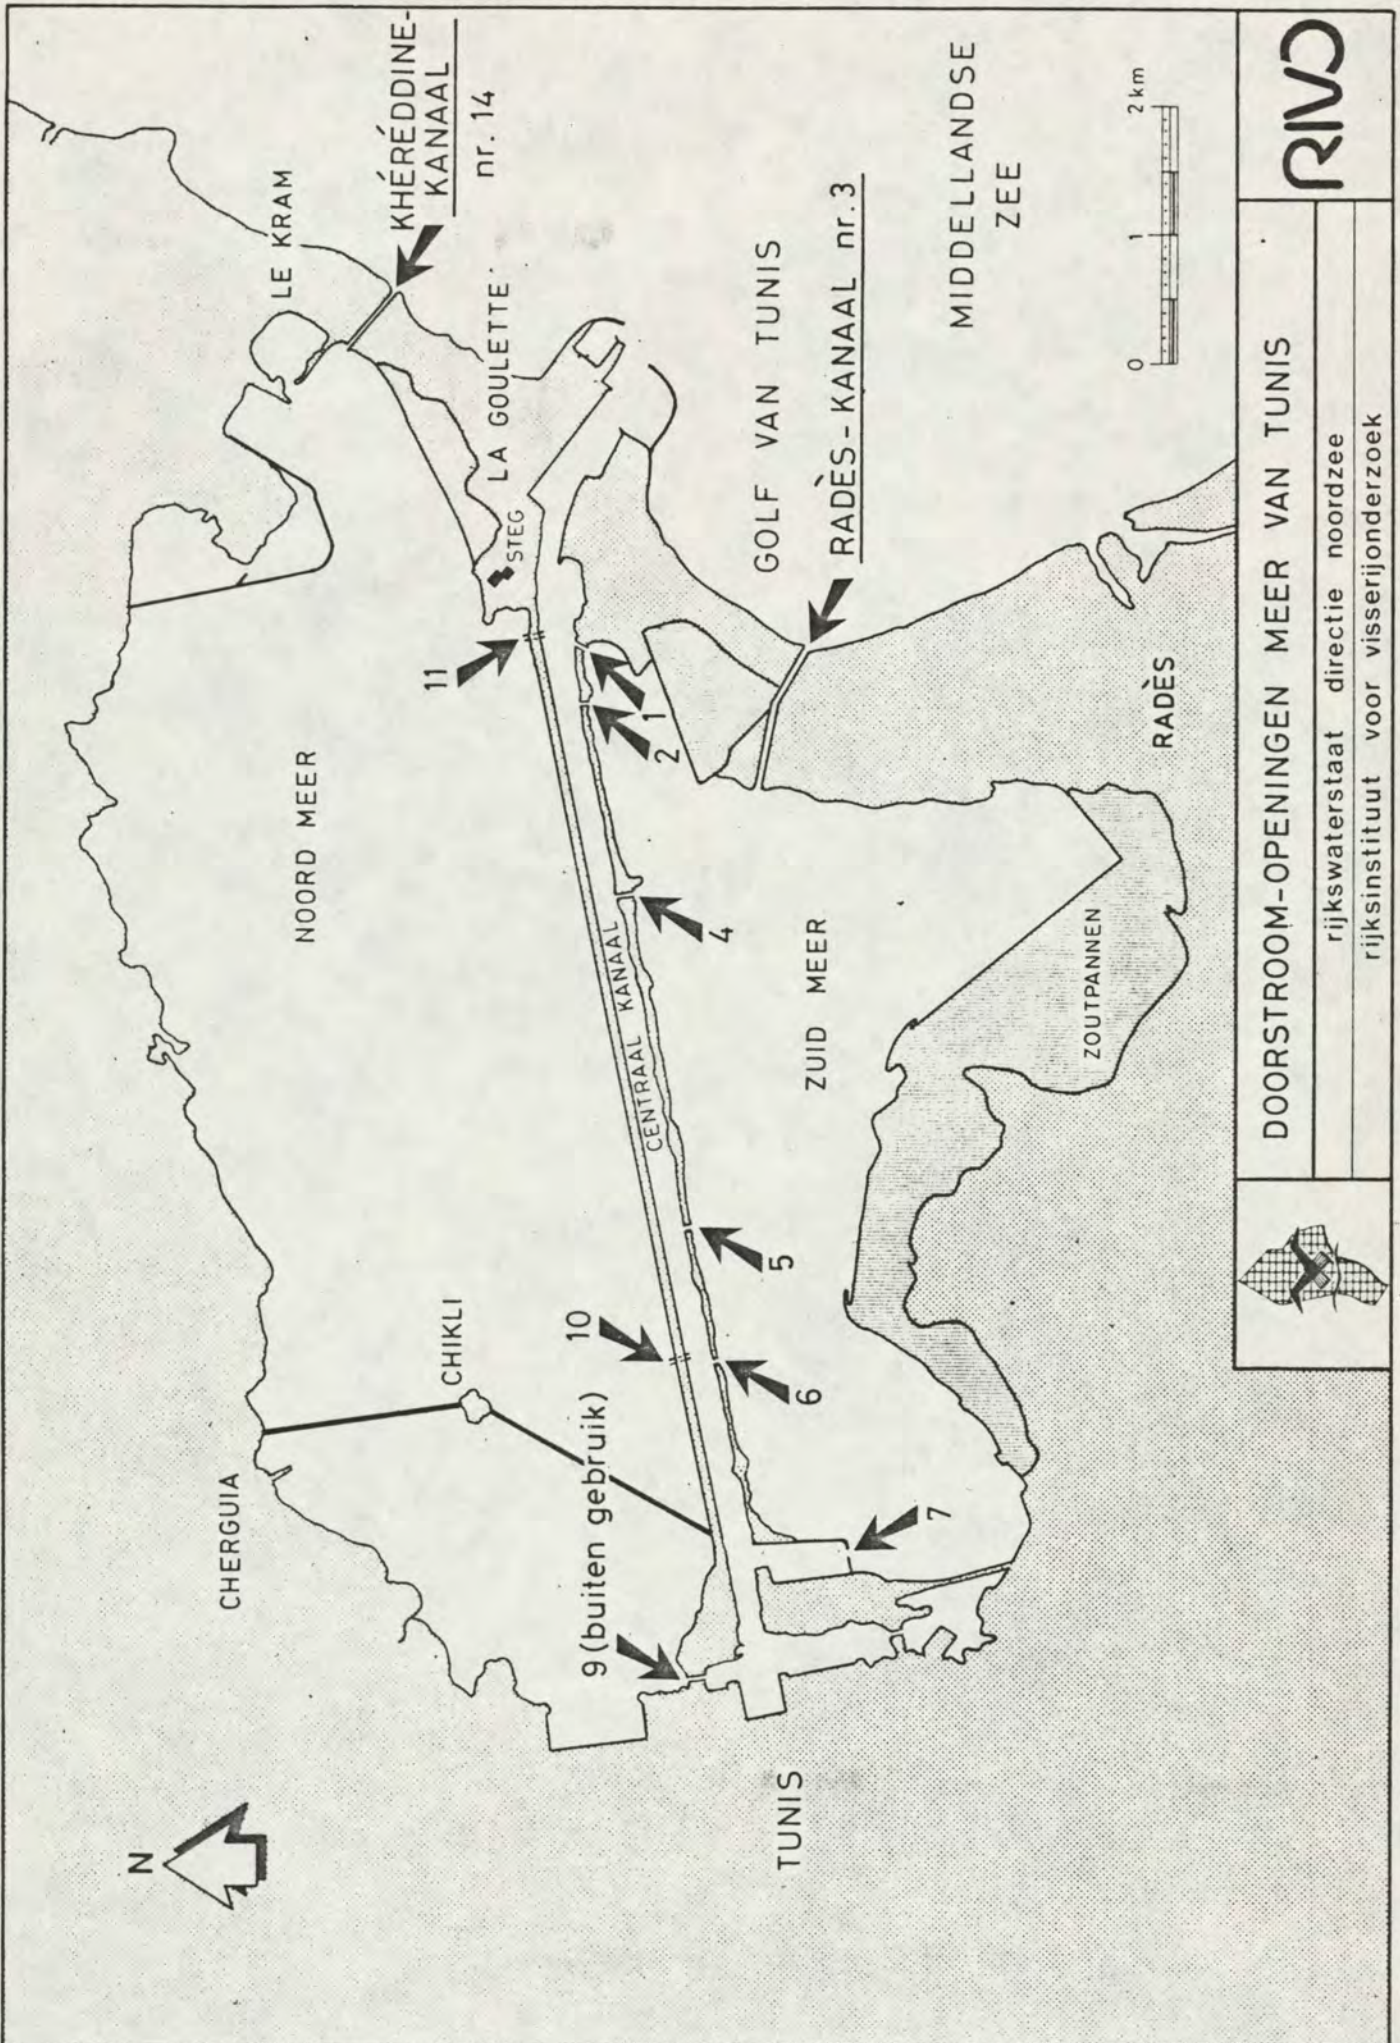 N
TUNIS
CHERGUIA
CHIKLI
9 (buiten gebruik)
10
7
6
5
4
2
1
11
NOORD MEER
CENTRAAL KANAAL
ZUID MEER
ZOUTPANNEN
RADÈS
STEG
LA GOULETTE
LE KRAM
KHÉRÉDDINE-
KANAAL
nr. 14
GOLF VAN TUNIS
RADÈS-KANAAL nr. 3
MIDDELLANDSE
ZEE
0 1 2 km
DOORSTROOM-OPENINGEN MEER VAN TUNIS
rijkswaterstaat directie noordzee
rijksinstituut voor visserijonderzoek
RIVO